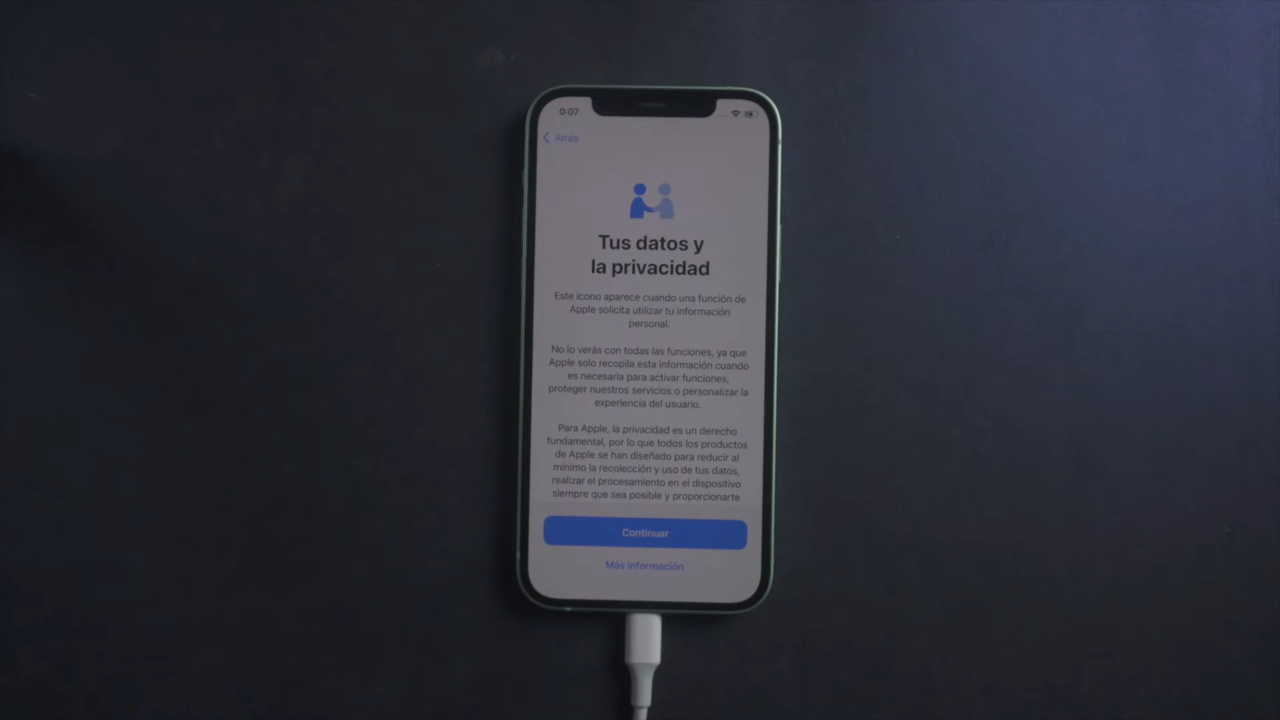 0:07
Atrás
Tus datos y
la privacidad
Este icono aparece cuando una función de
Apple solicita utilizar tu información
personal.
No lo verás con todas las funciones, ya que
Apple solo recopila esta información cuando
es necesaria para activar funciones,
proteger nuestros servicios o personalizar la
experiencia del usuario.
Para Apple, la privacidad es un derecho
fundamental, por lo que todos los productos
de Apple se han diseñado para reducir al
mínimo la recolección y uso de tus datos,
realizar el procesamiento en el dispositivo
siempre que sea posible y proporcionarte
Continuar
Más información